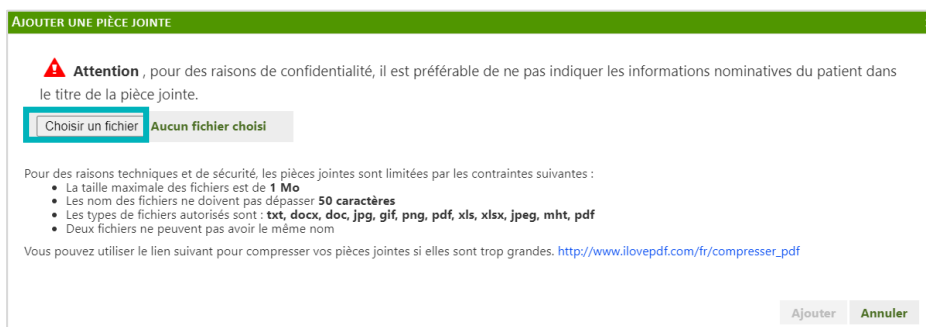 AJOUTER UNE PIÈCE JOINTE
Attention , pour des raisons de confidentialité, il est préférable de ne pas indiquer les informations nominatives du patient dans
le titre de la pièce jointe.
Choisir un fichier Aucun fichier choisi
Pour des raisons techniques et de sécurité, les pièces jointes sont limitées par les contraintes suivantes :
• La taille maximale des fichiers est de 1 Mo
• Les nom des fichiers ne doivent pas dépasser 50 caractères
• Les types de fichiers autorisés sont : txt, docx, doc, jpg, gif, png, pdf, xls, xlsx, jpeg, mht, pdf
• Deux fichiers ne peuvent pas avoir le même nom
Vous pouvez utiliser le lien suivant pour compresser vos pièces jointes si elles sont trop grandes. http://www.ilovepdf.com/fr/compresser_pdf
Ajouter Annuler